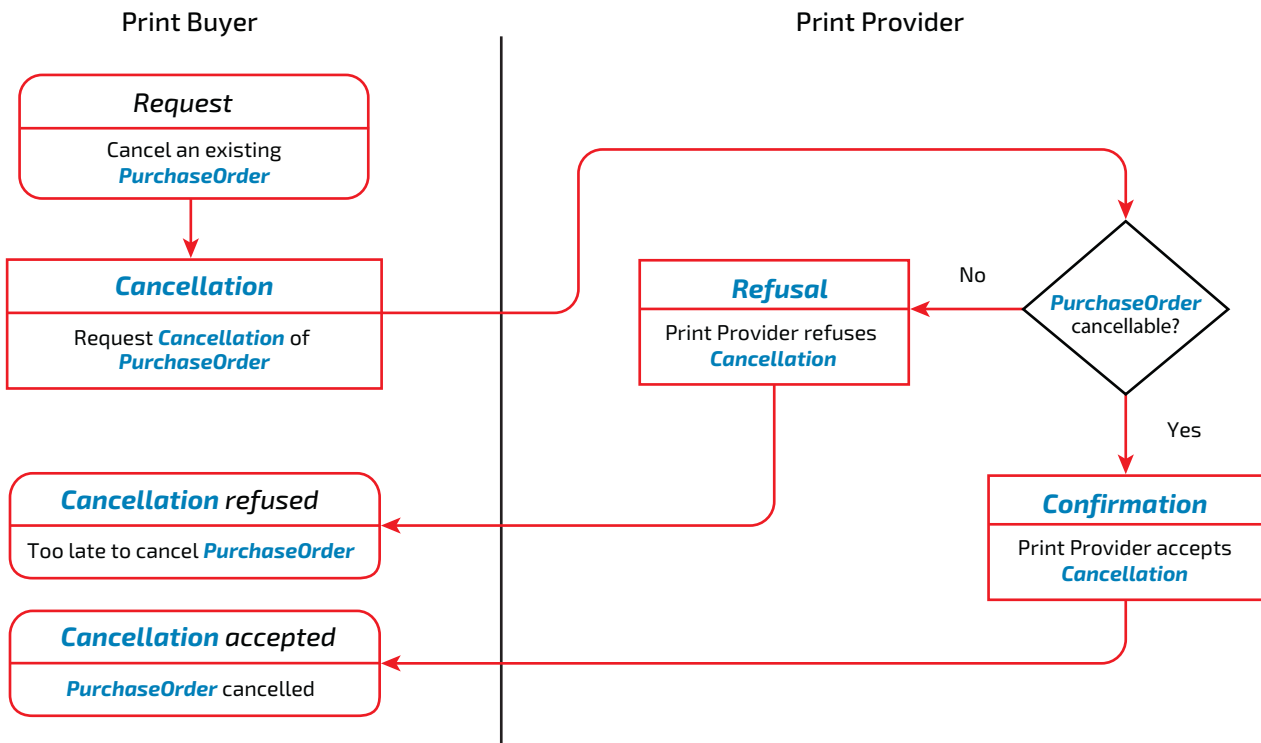 Print Buyer
Print Provider
Request
Cancel an existing
PurchaseOrder
Cancellation
Request Cancellation of
PurchaseOrder
Refusal
Print Provider refuses
Cancellation
No
PurchaseOrder
cancellable?
Yes
Cancellation refused
Too late to cancel PurchaseOrder
Confirmation
Print Provider accepts
Cancellation
Cancellation accepted
PurchaseOrder cancelled